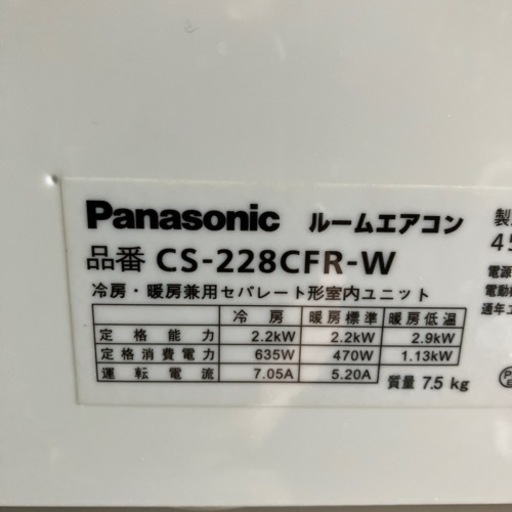 Panasonic ルームエアコン
品番 CS-228CFR-W
冷房・暖房兼用セパレート形室内ユニット
冷房 暖房標準 暖房低温
定格能力 2.2kW 2.2kW 2.9kW
定格消費電力 635W 470W 1.13kW
運転電流 7.05A 5.20A
質量 7.5 kg
製
45
電源
電動
通年